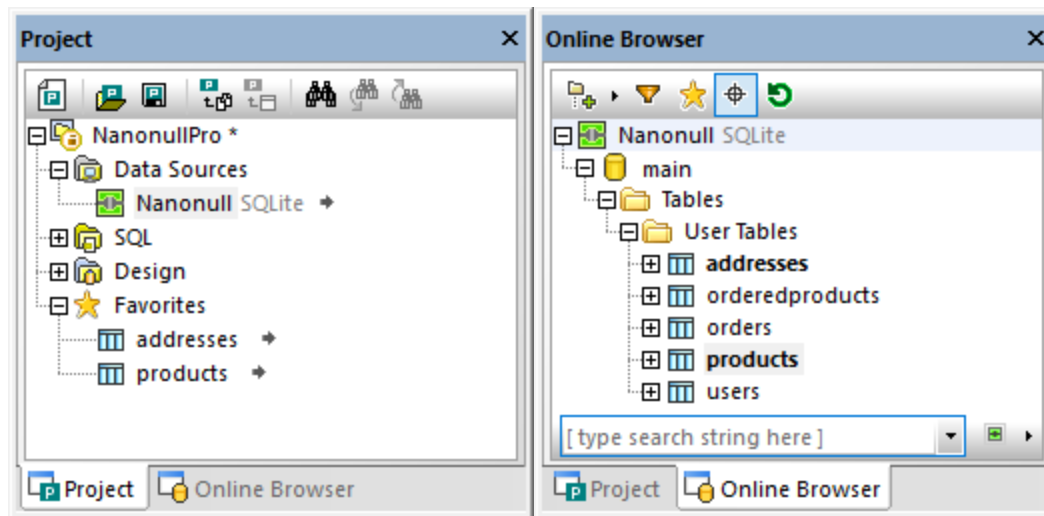 Project
NanonullPro *
Data Sources
Nanonull SQLite
SQL
Design
Favorites
addresses
products
Project Online Browser
Online Browser
Nanonull SQLite
main
Tables
User Tables
addresses
orderedproducts
orders
products
users
[ type search string here ]
Project Online Browser